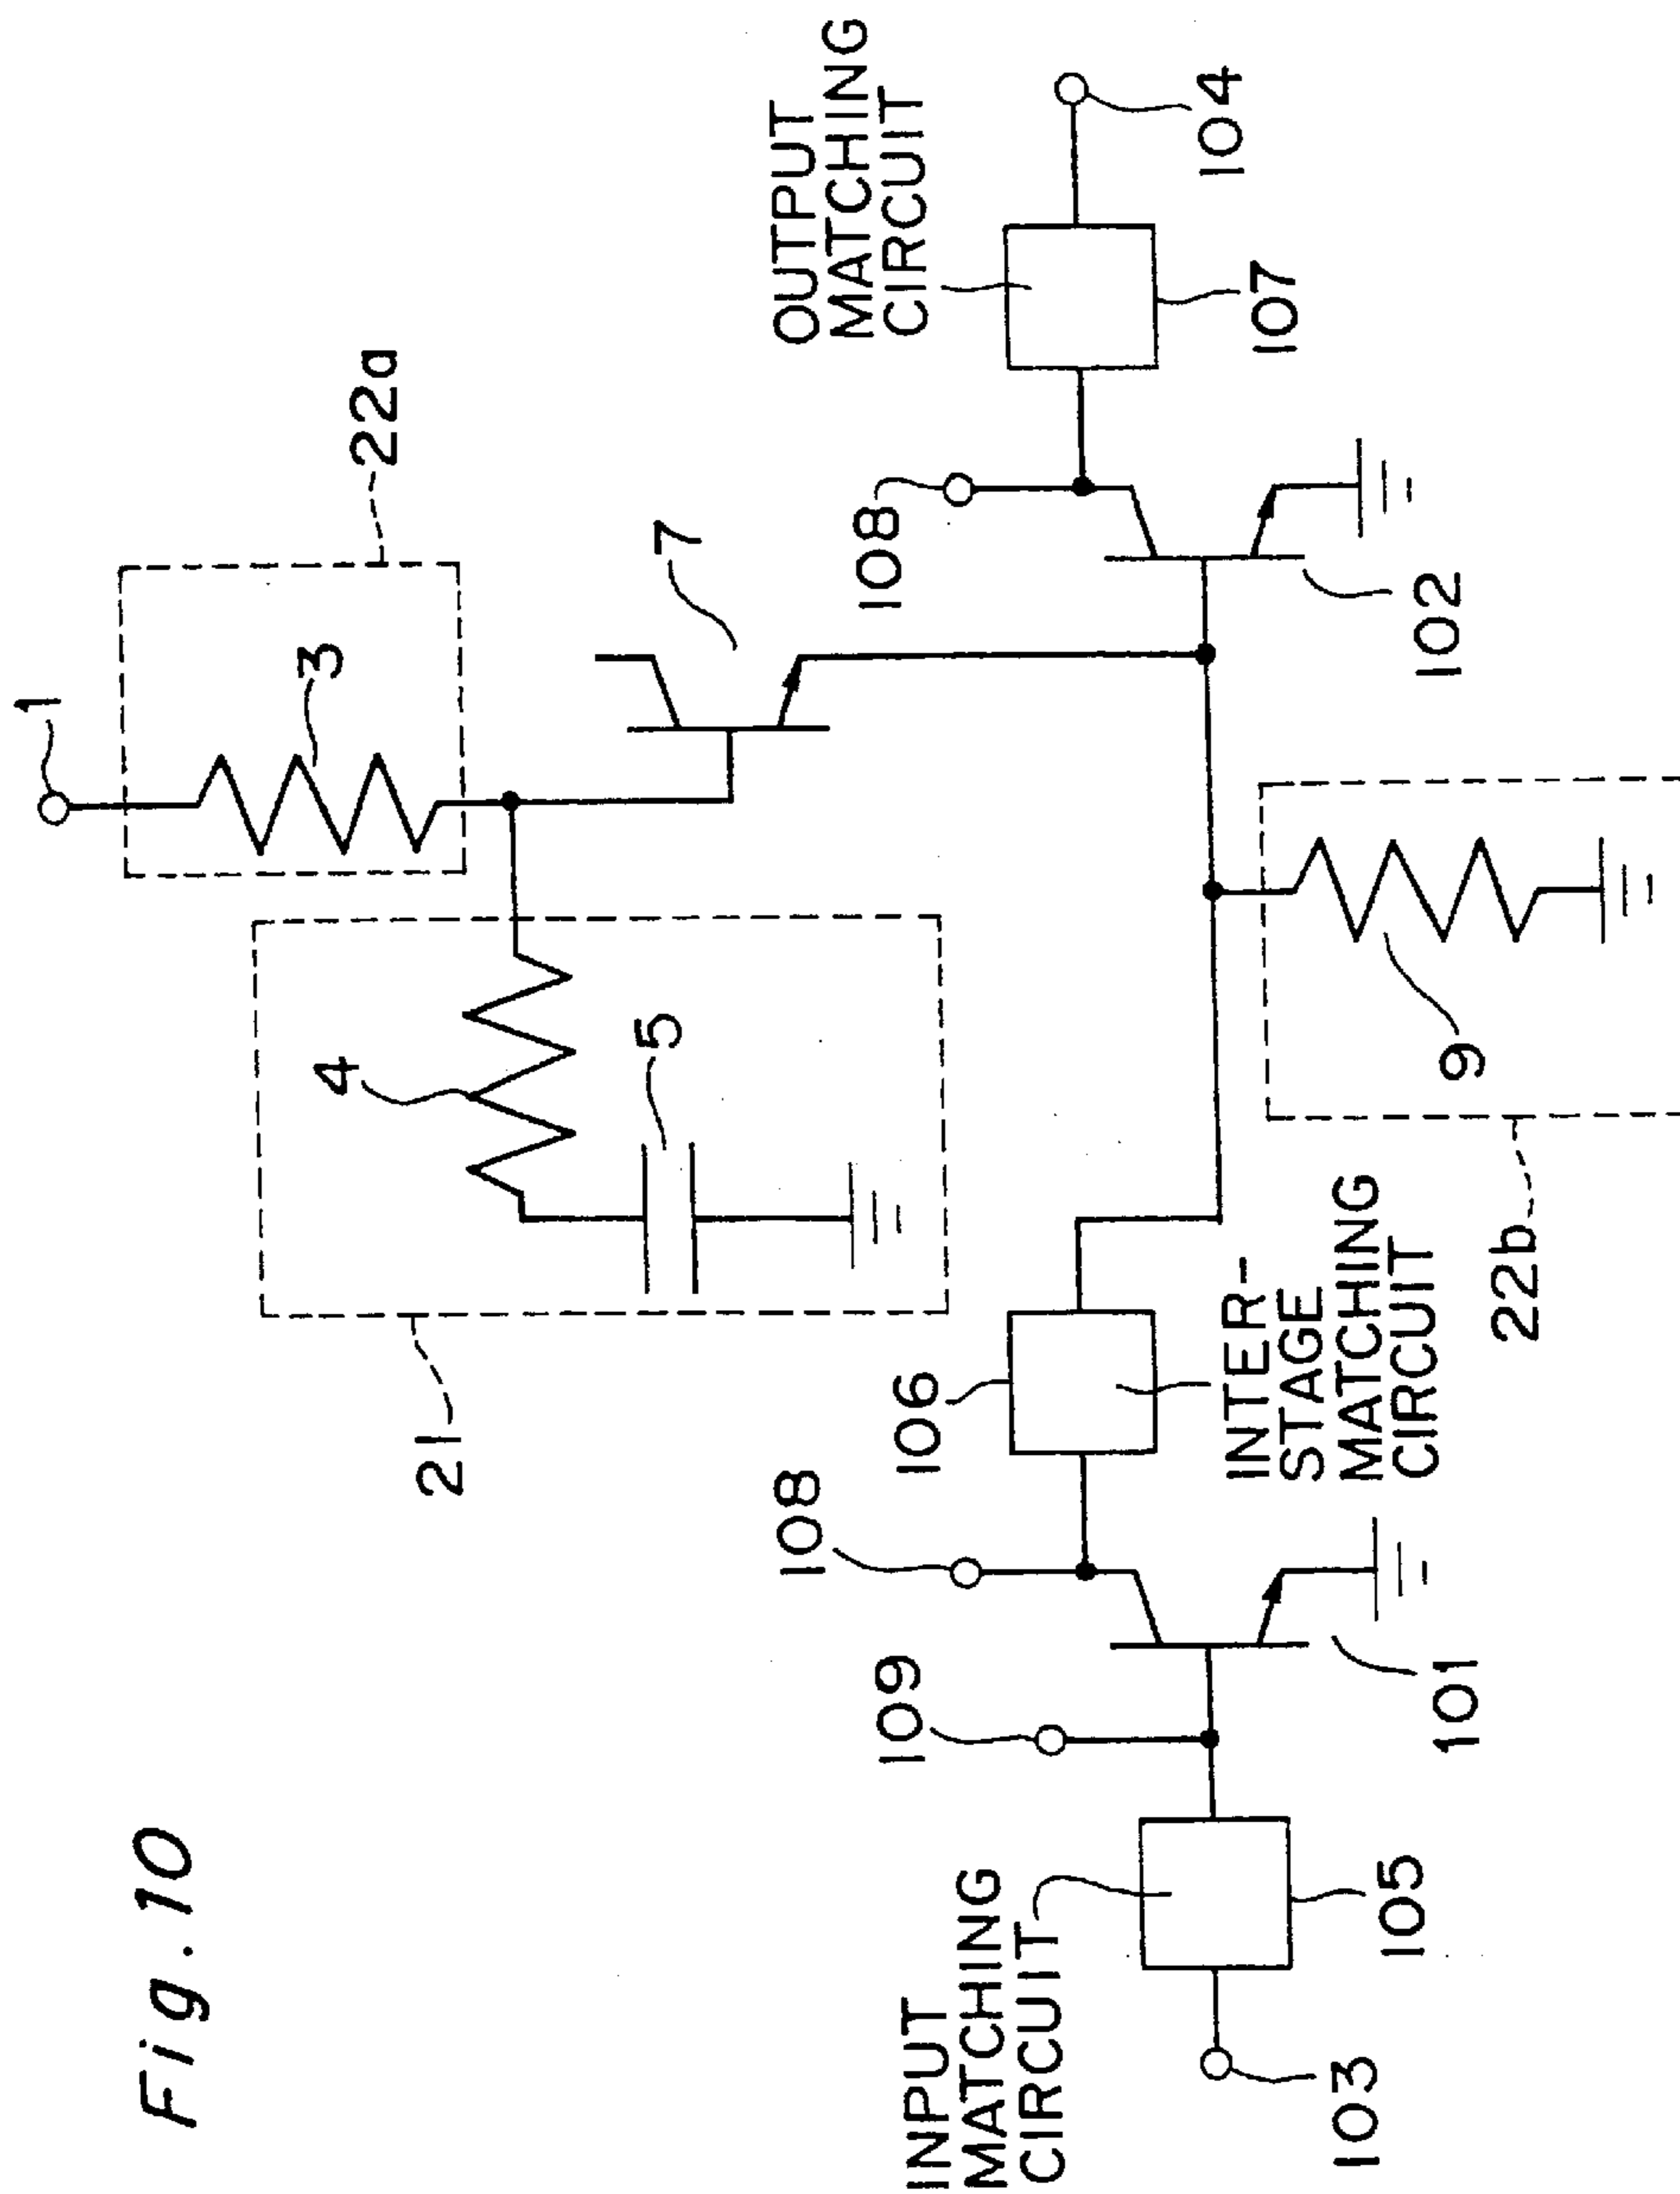 Fig. 10
1
3
22a
4
5
21
7
108
OUTPUT
MATCHING
CIRCUIT
104
107
102
9
22b
106
INTER-
STAGE
MATCHING
CIRCUIT
108
109
101
INPUT
MATCHING
CIRCUIT
105
103